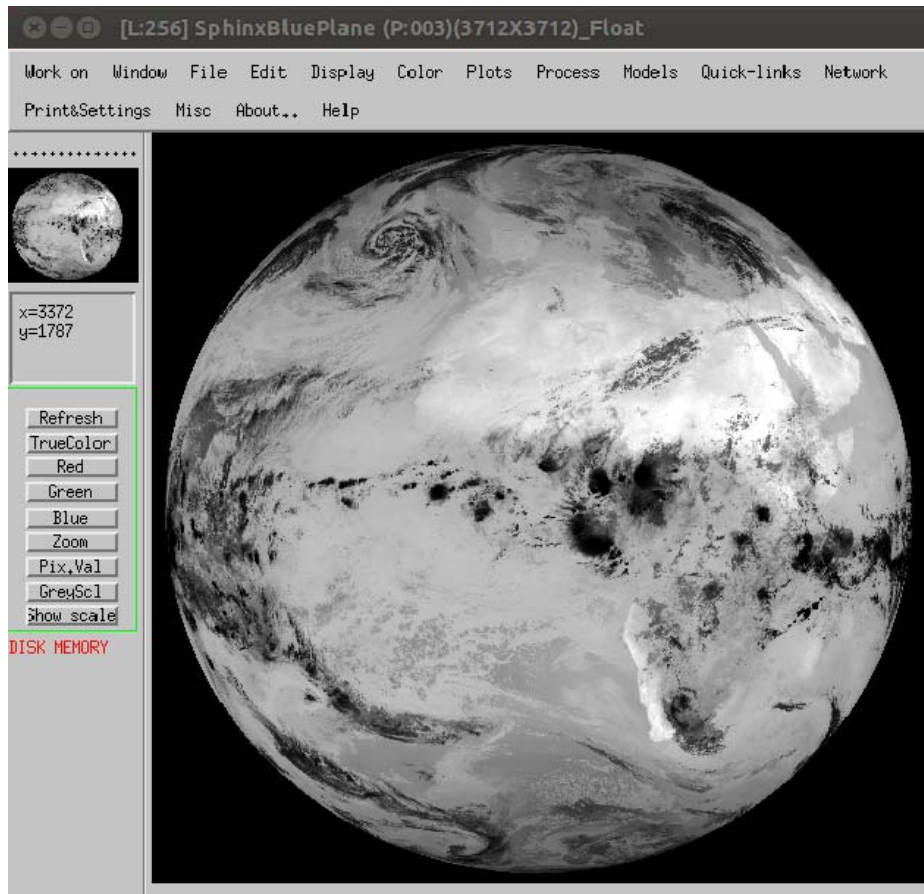 [L:256] SphinxBluePlane (P:003)(3712X3712)_Float
Work on Window File Edit Display Color Plots Process Models Quick-links Network
Print&Settings Misc About.. Help
x=3372
y=1787
Refresh
TrueColor
Red
Green
Blue
Zoom
Pix.Val
GreyScl
Show scale
DISK MEMORY